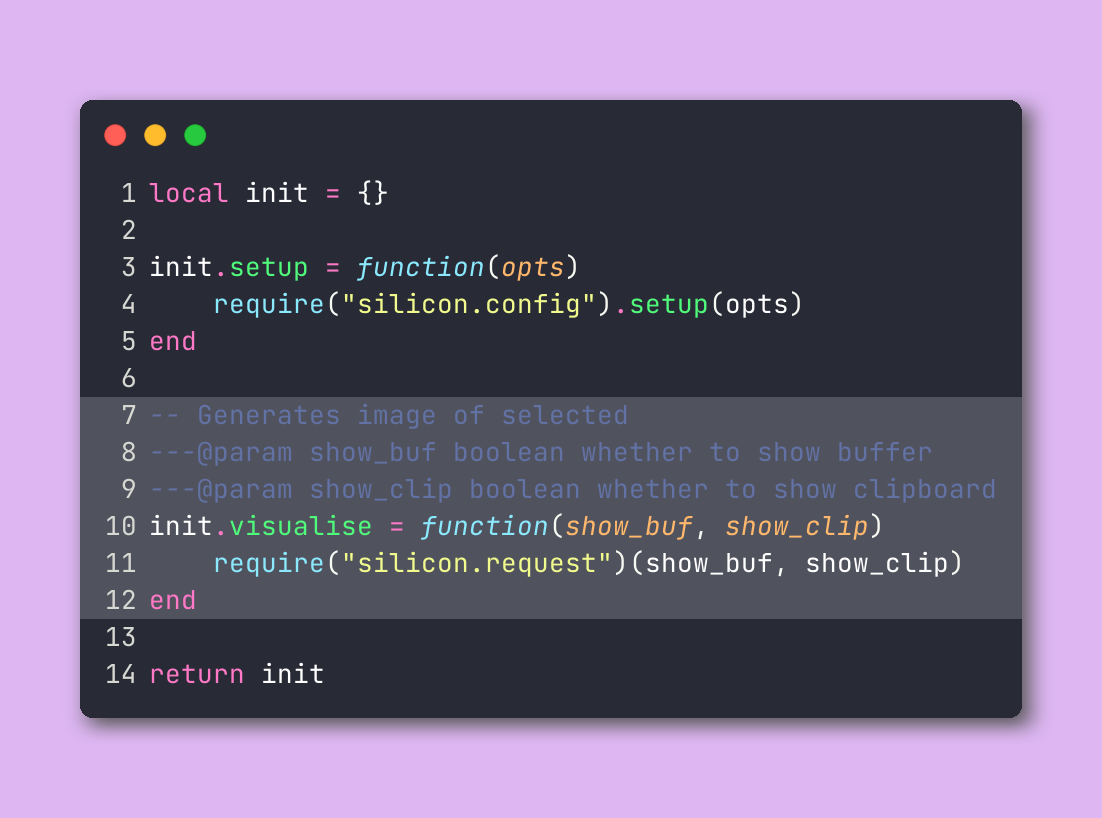 1 local init = {}
2
3 init.setup = function(opts)
4     require("silicon.config").setup(opts)
5 end
6
7 -- Generates image of selected
8 ---@param show_buf boolean whether to show buffer
9 ---@param show_clip boolean whether to show clipboard
10 init.visualise = function(show_buf, show_clip)
11     require("silicon.request")(show_buf, show_clip)
12 end
13
14 return init